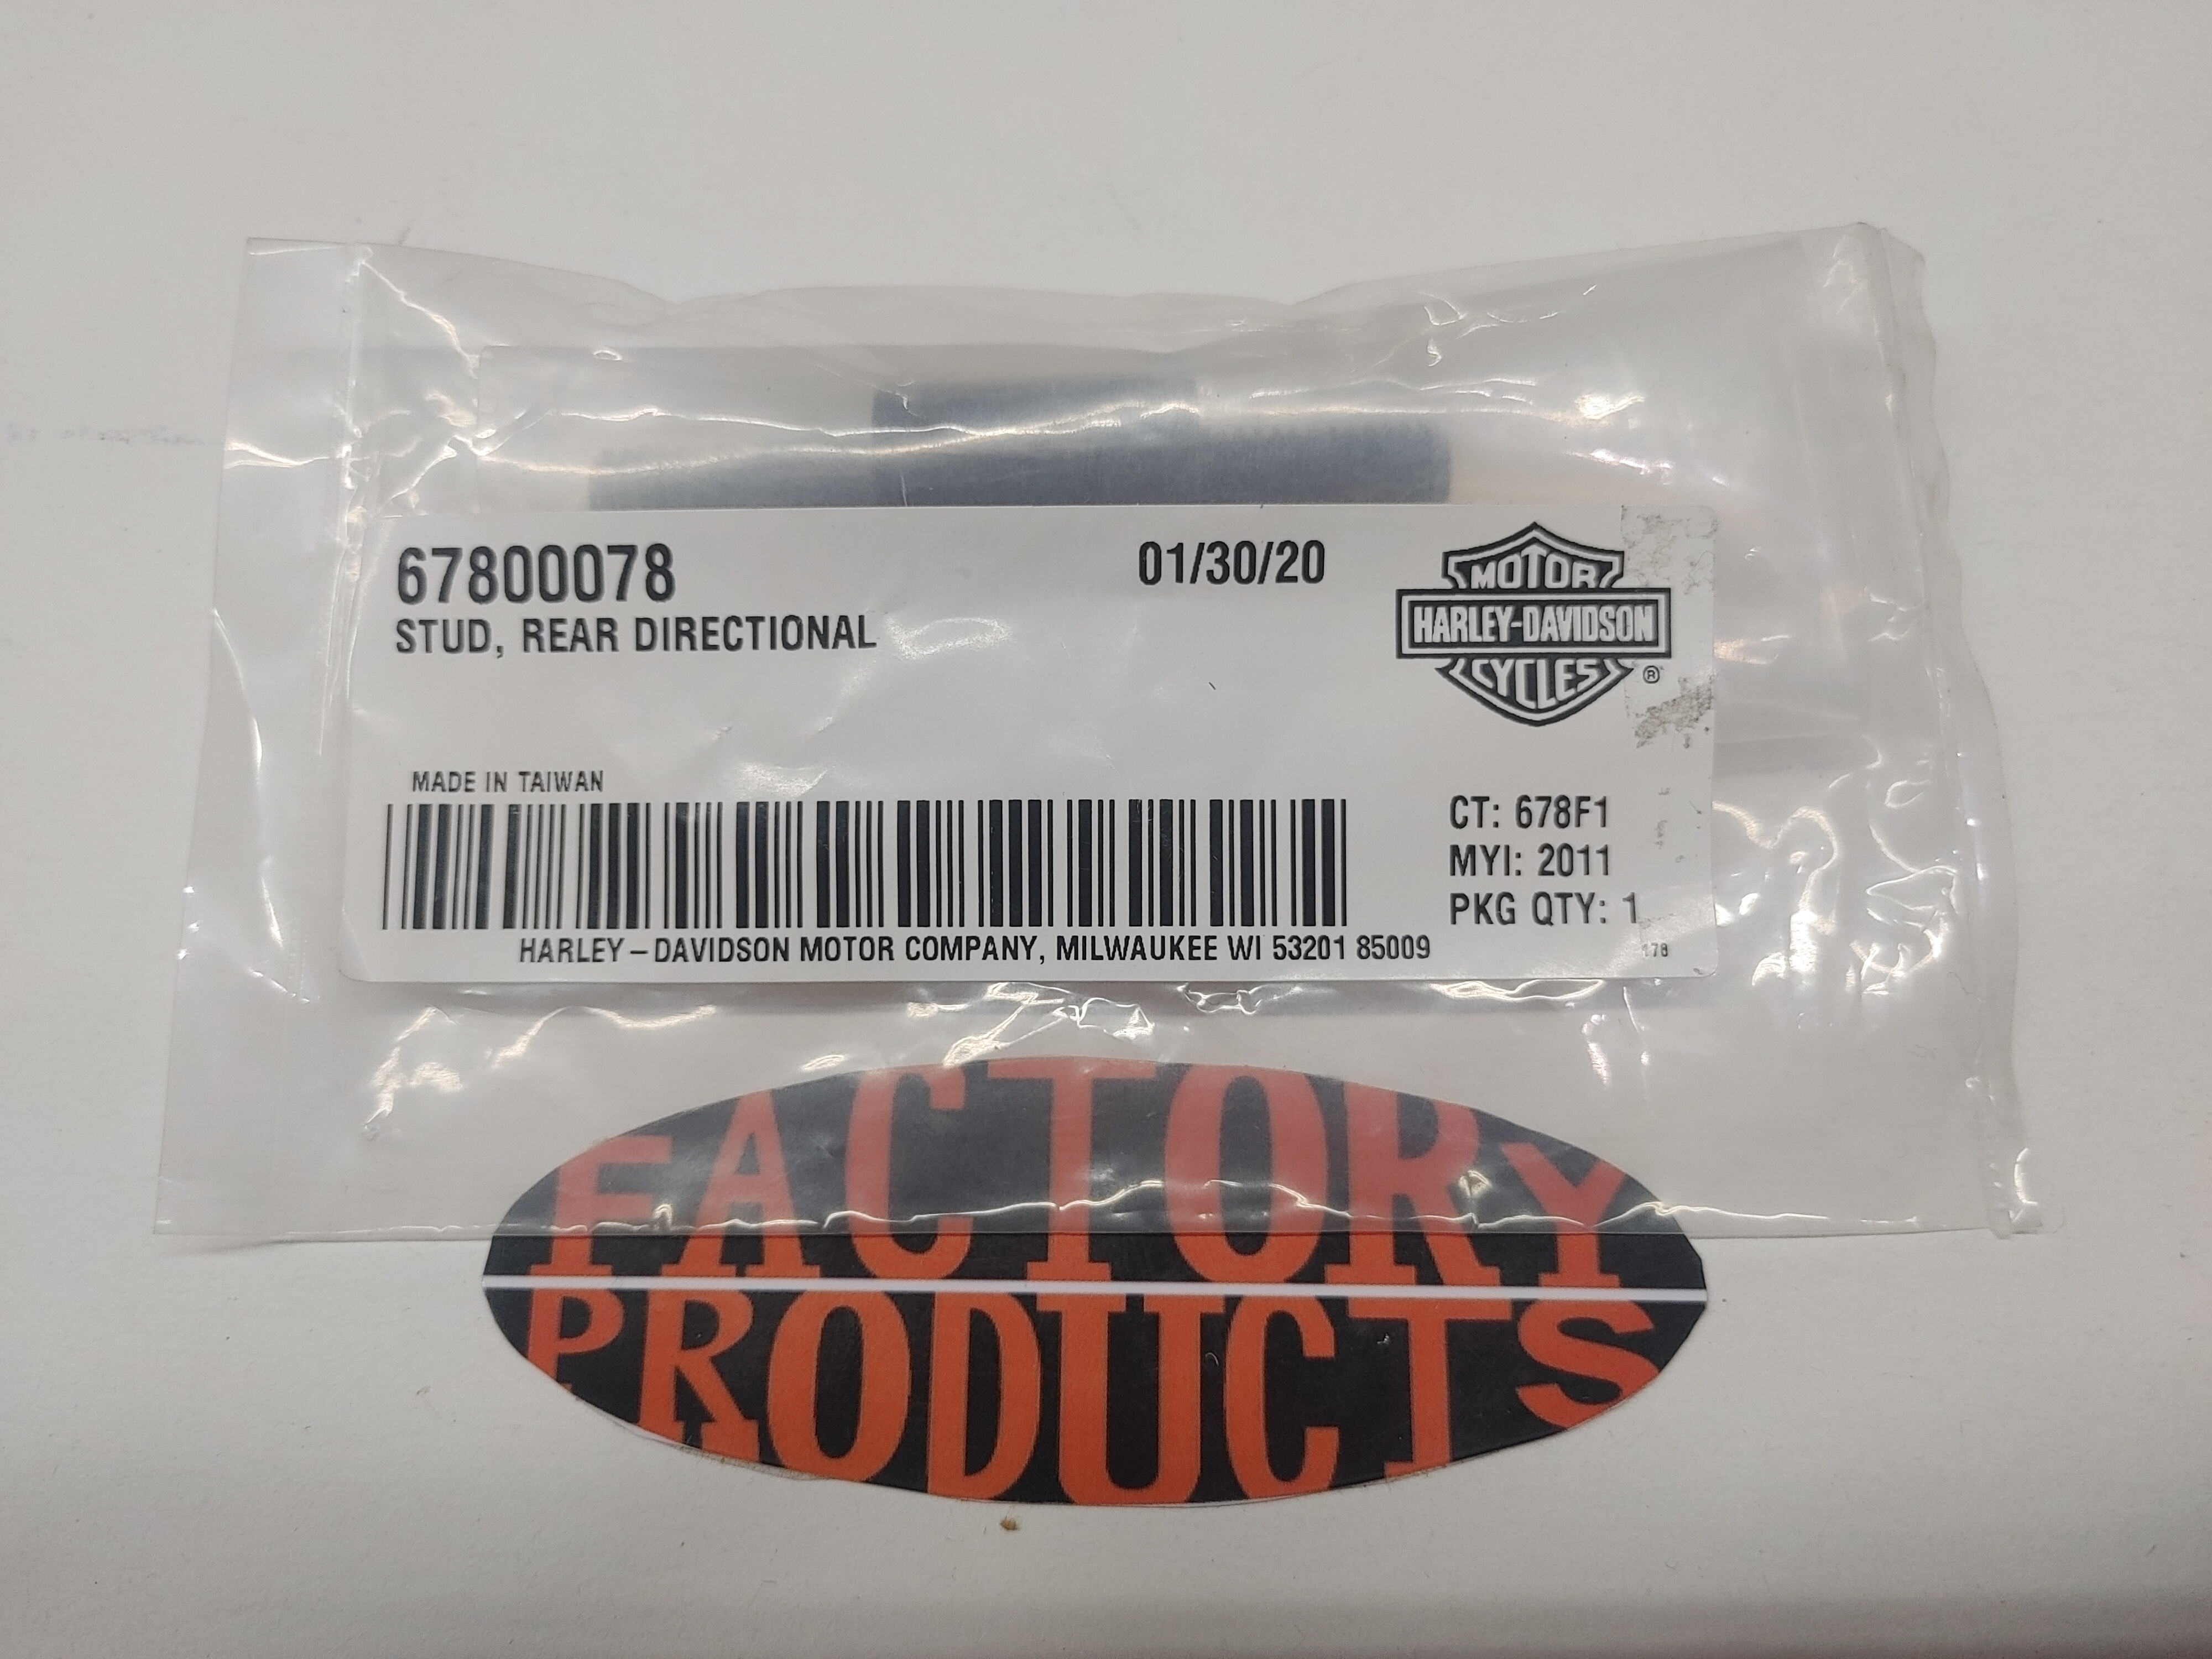 67800078
01/30/20
STUD, REAR DIRECTIONAL
MOTOR
HARLEY-DAVIDSON
CYCLES
®
MADE IN TAIWAN
CT: 678F1
MYI: 2011
PKG QTY: 1
HARLEY – DAVIDSON MOTOR COMPANY, MILWAUKEE WI 53201 85009
178
FACTORY
PRODUCTS